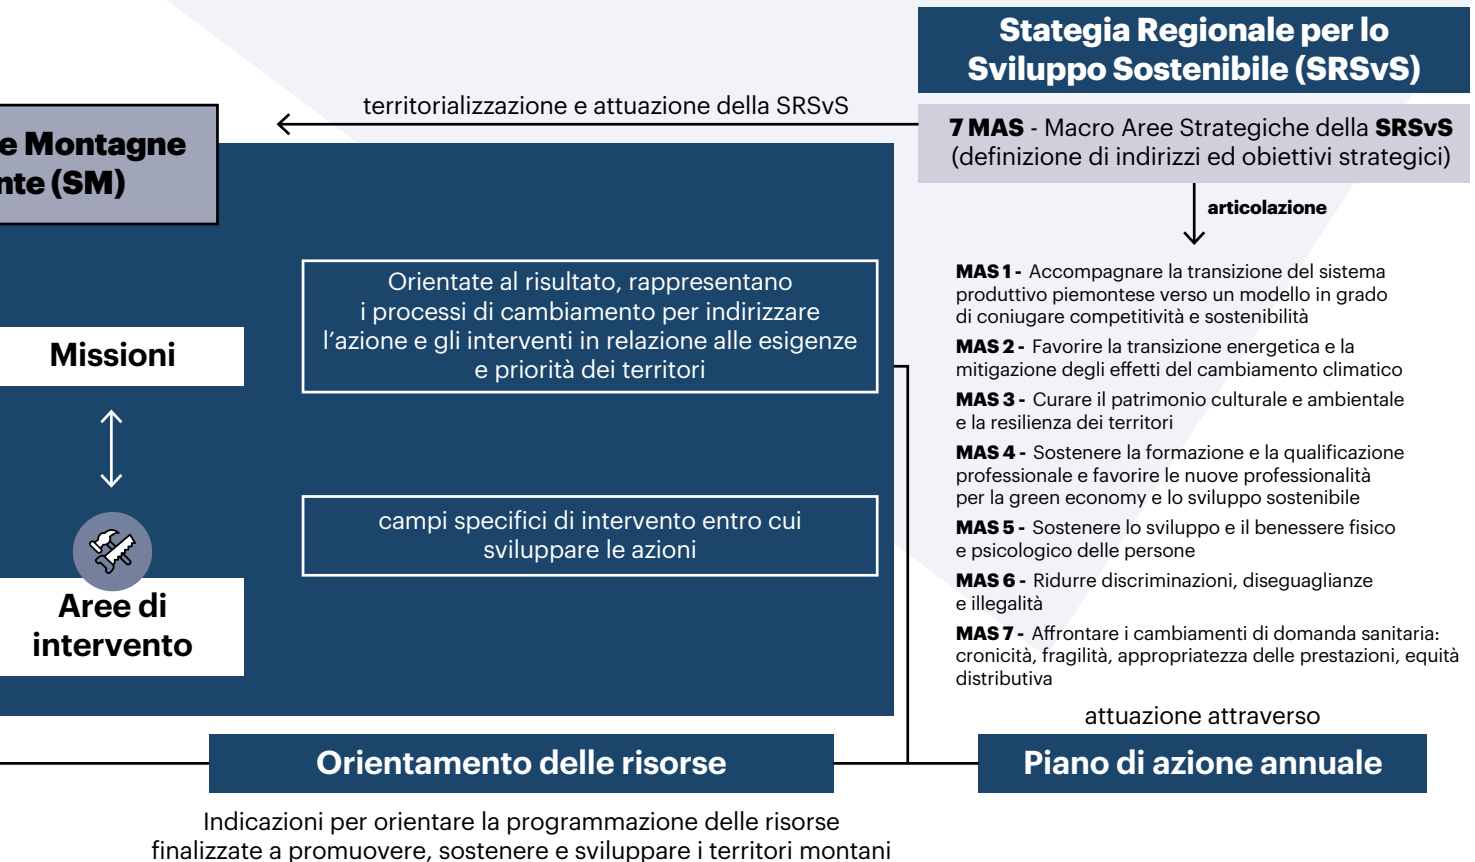 Stategia Regionale per lo
Sviluppo Sostenibile (SRSvS)
territorializzazione e attuazione della SRSvS
7 MAS - Macro Aree Strategiche della SRSvS
(definizione di indirizzi ed obiettivi strategici)
e Montagne
nte (SM)
articolazione
Orientate al risultato, rappresentano
i processi di cambiamento per indirizzare
l’azione e gli interventi in relazione alle esigenze
e priorità dei territori
Missioni
campi specifici di intervento entro cui
sviluppare le azioni
Aree di
intervento
MAS 1 - Accompagnare la transizione del sistema
produttivo piemontese verso un modello in grado
di coniugare competitività e sostenibilità
MAS 2 - Favorire la transizione energetica e la
mitigazione degli effetti del cambiamento climatico
MAS 3 - Curare il patrimonio culturale e ambientale
e la resilienza dei territori
MAS 4 - Sostenere la formazione e la qualificazione
professionale e favorire le nuove professionalità
per la green economy e lo sviluppo sostenibile
MAS 5 - Sostenere lo sviluppo e il benessere fisico
e psicologico delle persone
MAS 6 - Ridurre discriminazioni, diseguaglianze
e illegalità
MAS 7 - Affrontare i cambiamenti di domanda sanitaria:
cronicità, fragilità, appropriatezza delle prestazioni, equità
distributiva
attuazione attraverso
Orientamento delle risorse
Piano di azione annuale
Indicazioni per orientare la programmazione delle risorse
finalizzate a promuovere, sostenere e sviluppare i territori montani